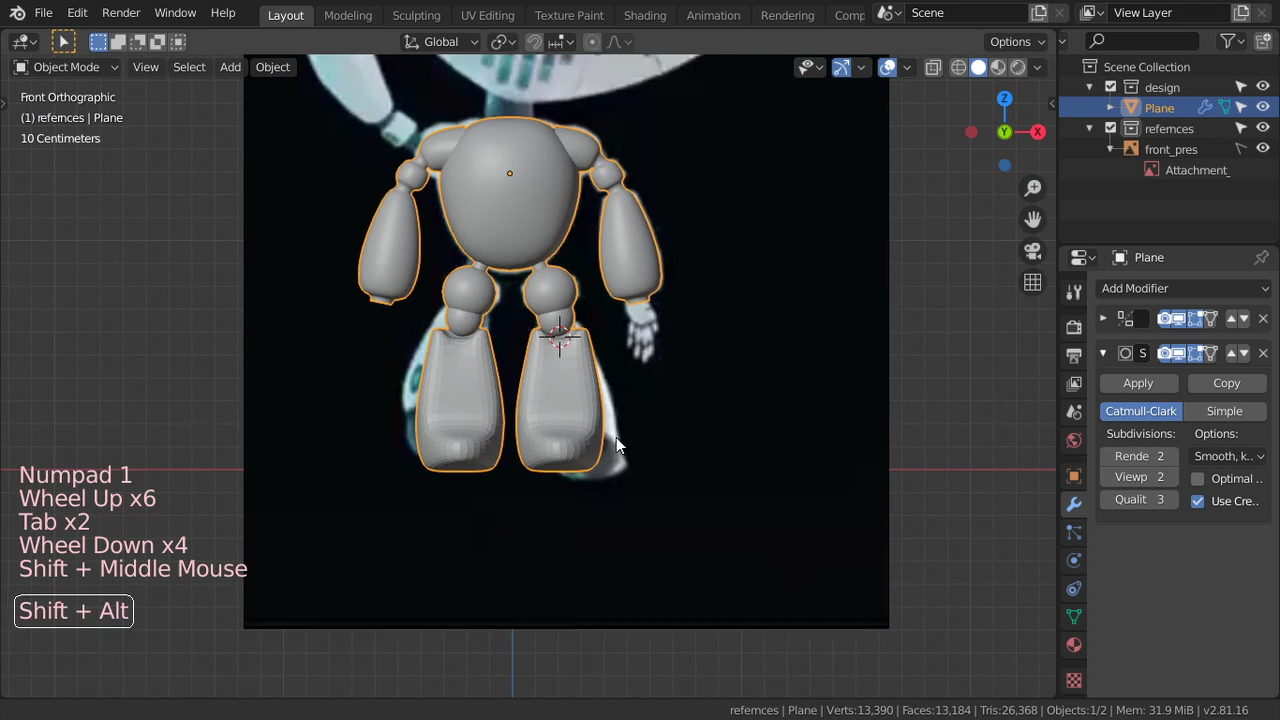 File Edit Render Window Help Layout Modeling Sculpting UV Editing Texture Paint Shading Animation Rendering Comp Scene View Layer
Global Options
Object Mode View Select Add Object
Scene Collection
design
Plane
refemces
front_pres
Attachment_
Front Orthographic
(1) refemces | Plane
10 Centimeters
Z
Y
X
Plane
Add Modifier
S
Apply Copy
Catmull-Clark Simple
Subdivisions: Options:
Rende 2 Smooth, k..
Viewp 2 Optimal ..
Qualit 3 Use Cre..
Numpad 1
Wheel Up x6
Tab x2
Wheel Down x4
Shift + Middle Mouse
Shift + Alt
refemces | Plane | Verts:13,390 | Faces:13,184 | Tris:26,368 | Objects:1/2 | Mem: 31.9 MiB | v2.81.16